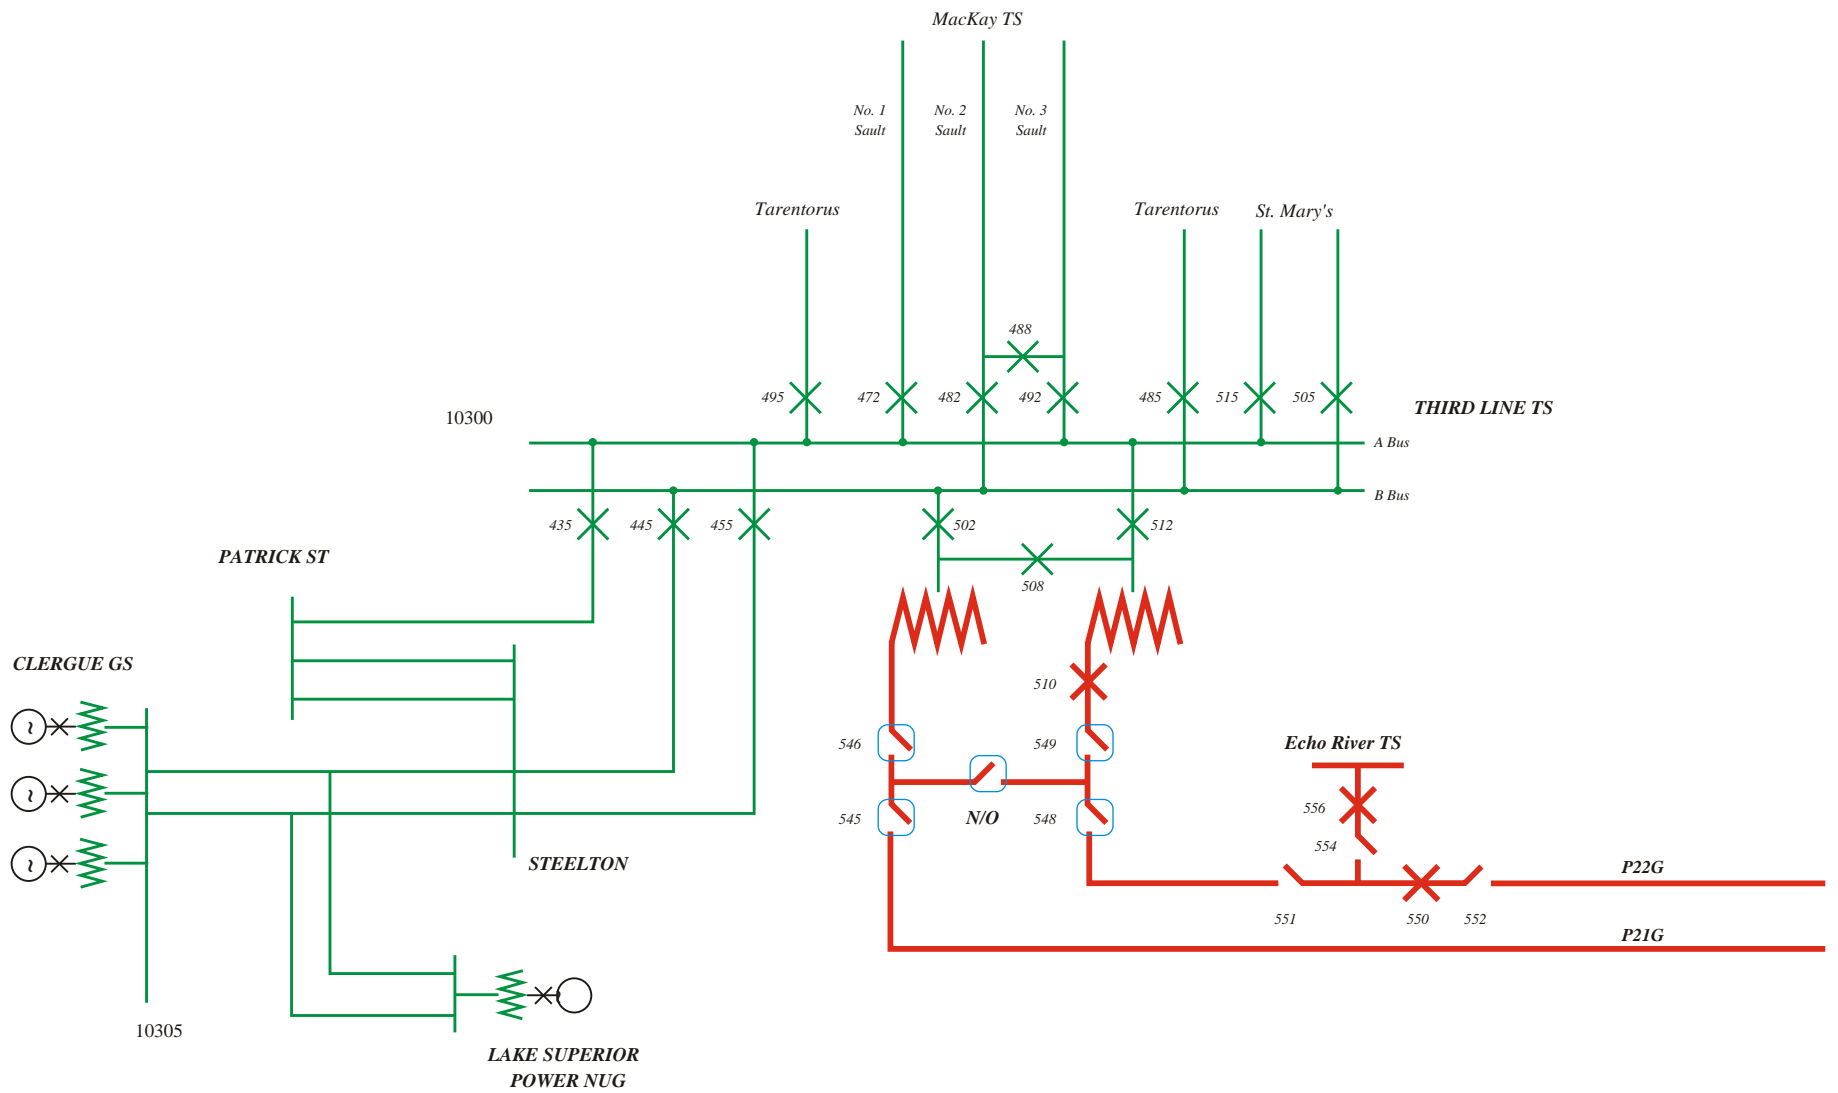 MacKay TS
No. 1
Sault
No. 2
Sault
No. 3
Sault
Tarentorus
Tarentorus
St. Mary's
488
495
472
482
492
485
515
505
THIRD LINE TS
10300
A Bus
B Bus
435
445
455
502
512
508
PATRICK ST
CLERGUE GS
510
546
549
Echo River TS
545
N/O
548
556
554
STEELTON
P22G
551
550
552
P21G
~
~
~
10305
LAKE SUPERIOR
POWER NUG